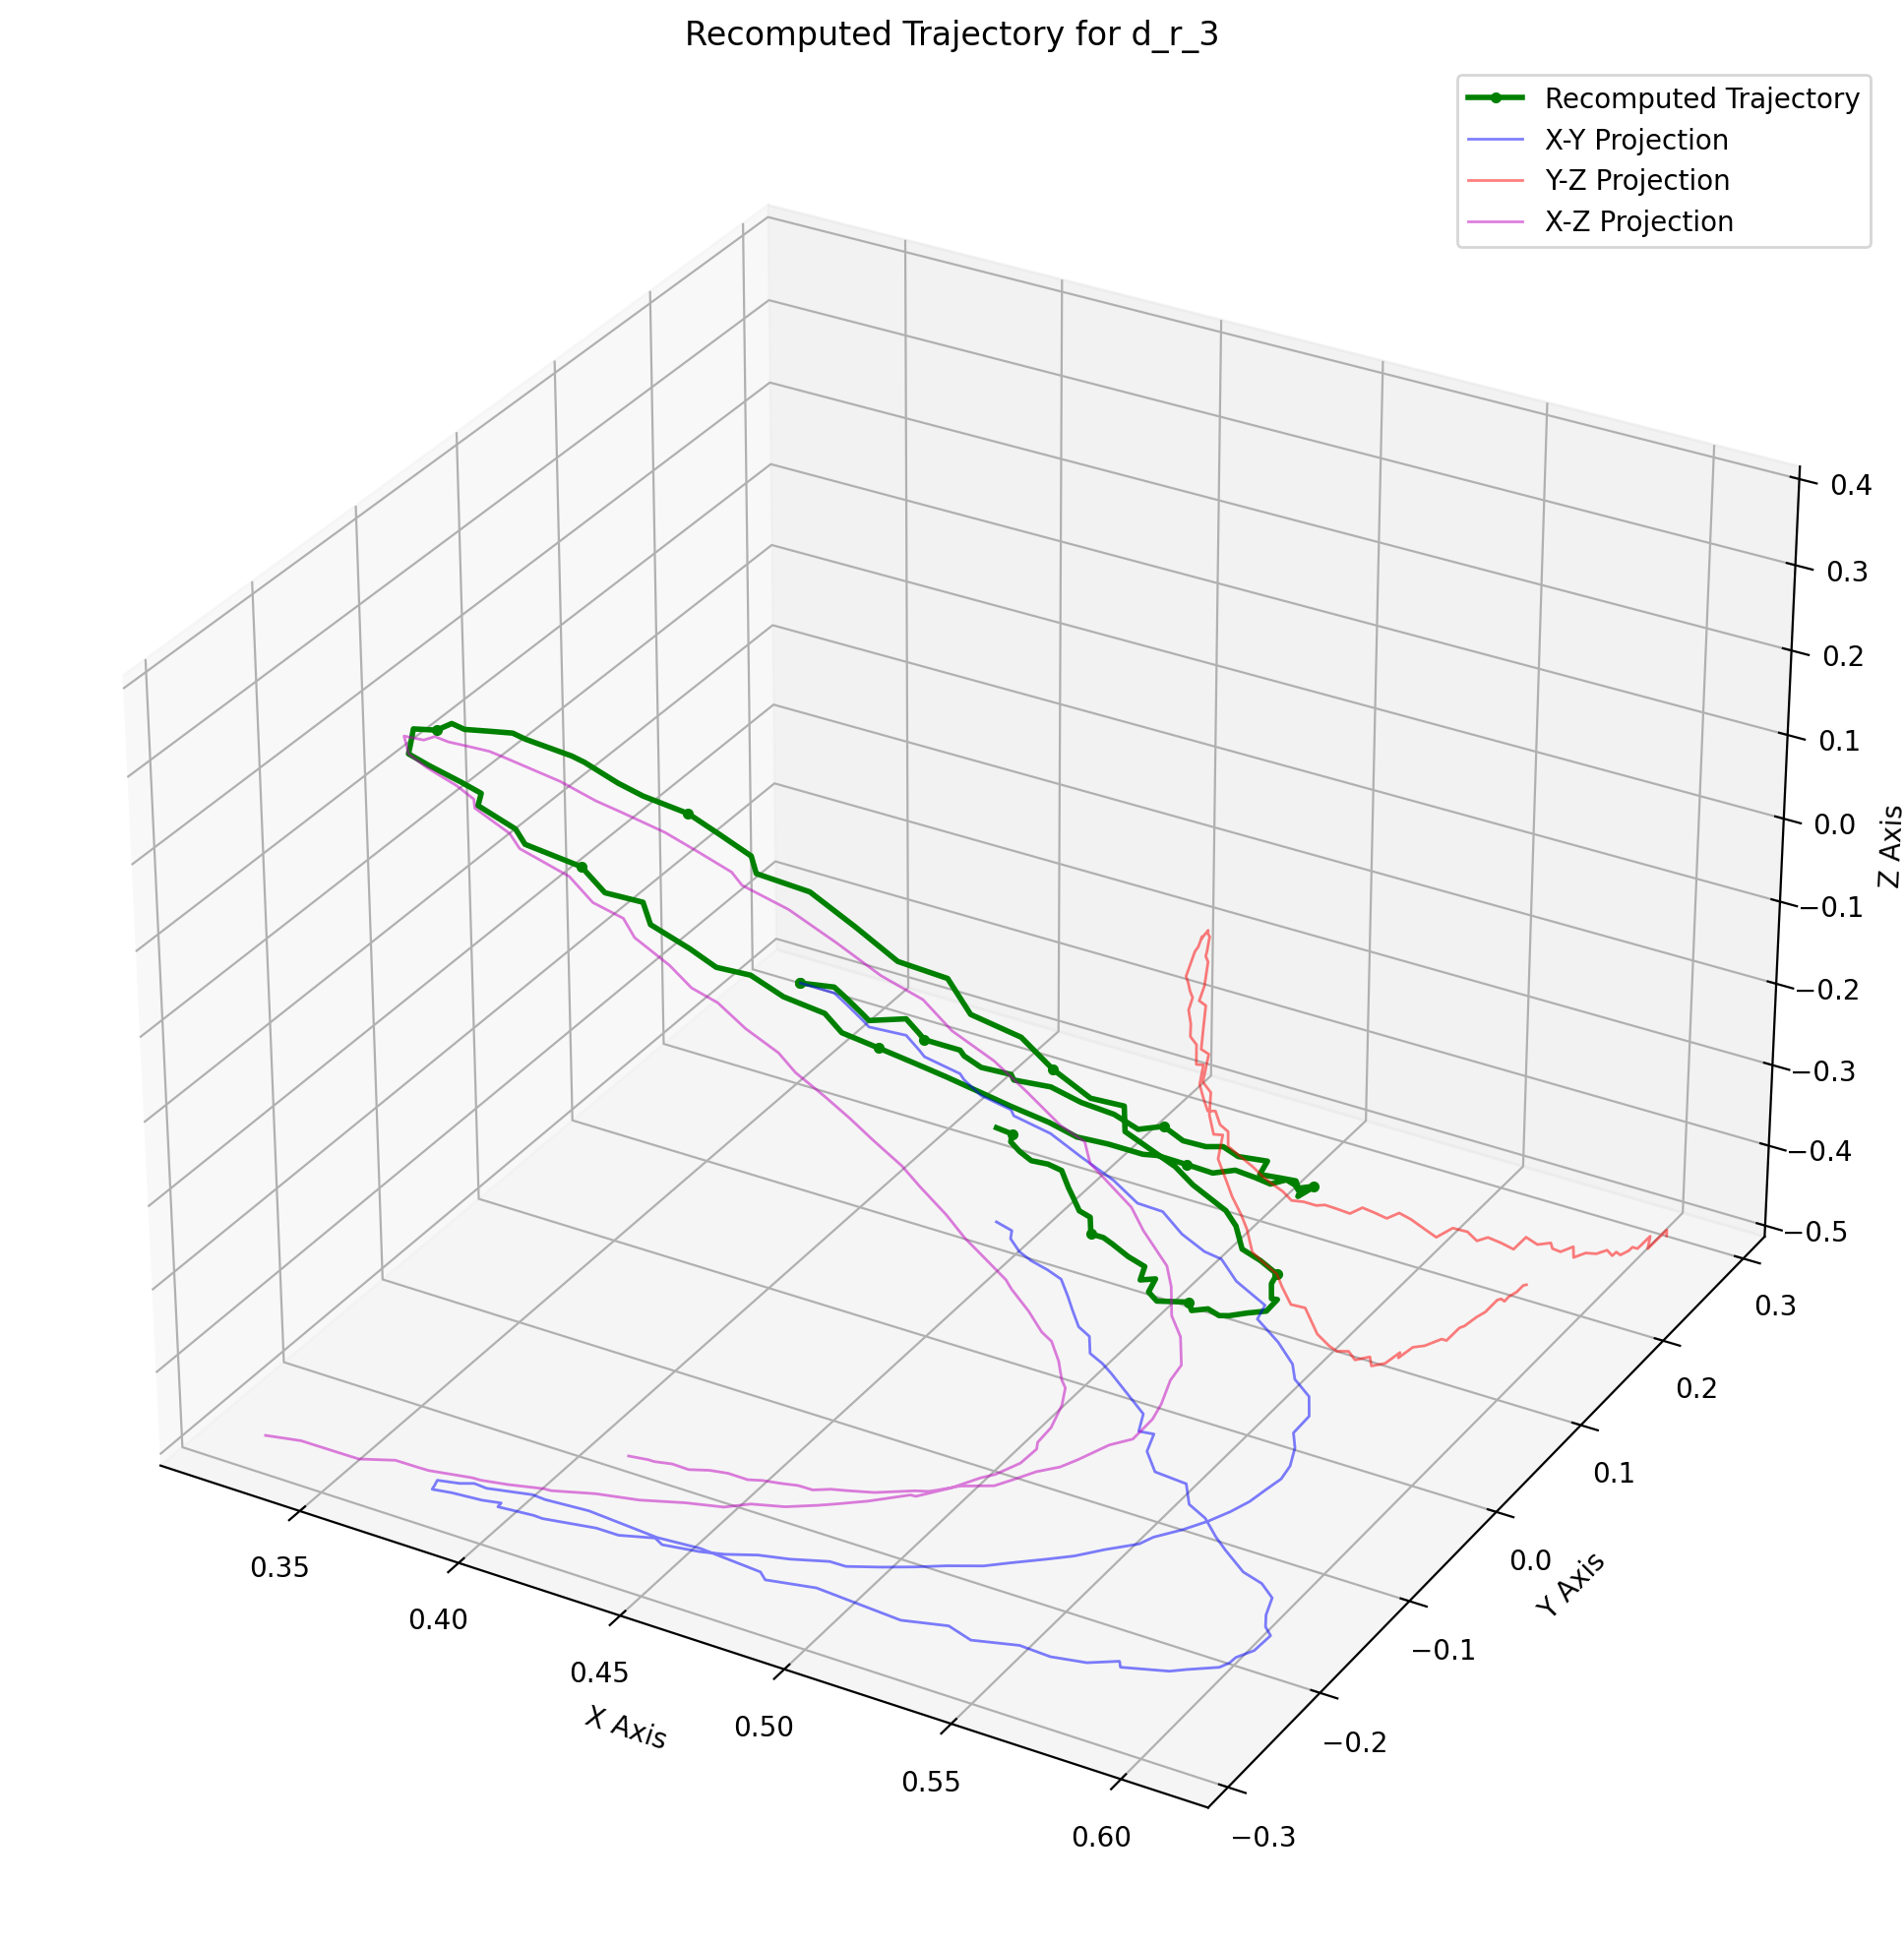 Recomputed Trajectory for d_r_3
Recomputed Trajectory
X-Y Projection
Y-Z Projection
X-Z Projection
0.4
0.3
0.2
0.1
0.0
−0.1
−0.2
−0.3
−0.4
−0.5
Z Axis
0.3
0.2
0.1
0.0
−0.1
−0.2
−0.3
Y Axis
0.35
0.40
0.45
0.50
0.55
0.60
X Axis